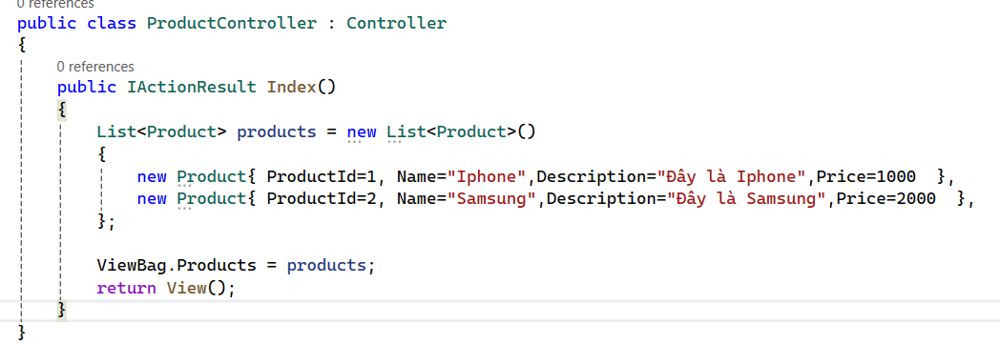 0 references
public class ProductController : Controller
{
0 references
public IActionResult Index()
{
List<Product> products = new List<Product>()
{
new Product{ ProductId=1, Name="Iphone",Description="Đây là Iphone",Price=1000  },
new Product{ ProductId=2, Name="Samsung",Description="Đây là Samsung",Price=2000  },
};
ViewBag.Products = products;
return View();
}
}